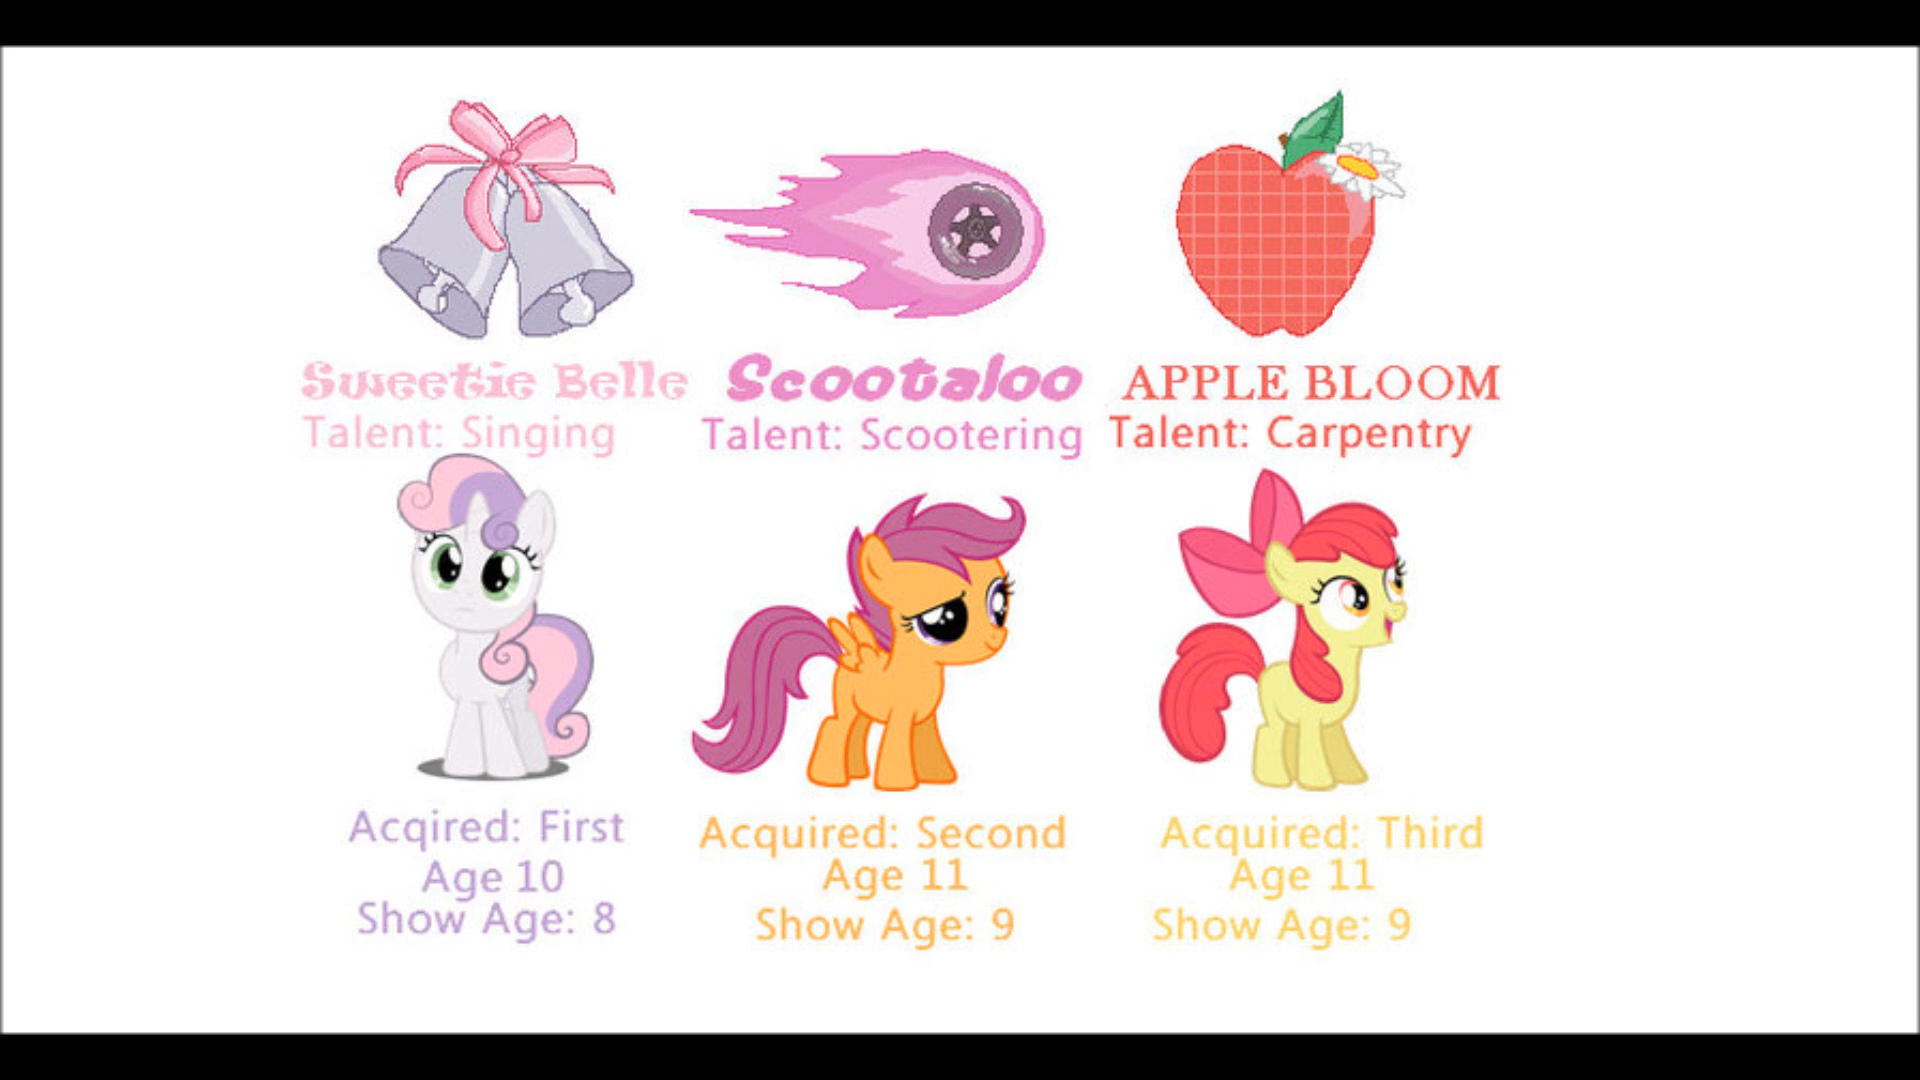 Sweetie Belle
Talent: Singing
Acqired: First
Age 10
Show Age: 8
Scootaloo
Talent: Scootering
Acquired: Second
Age 11
Show Age: 9
APPLE BLOOM
Talent: Carpentry
Acquired: Third
Age 11
Show Age: 9